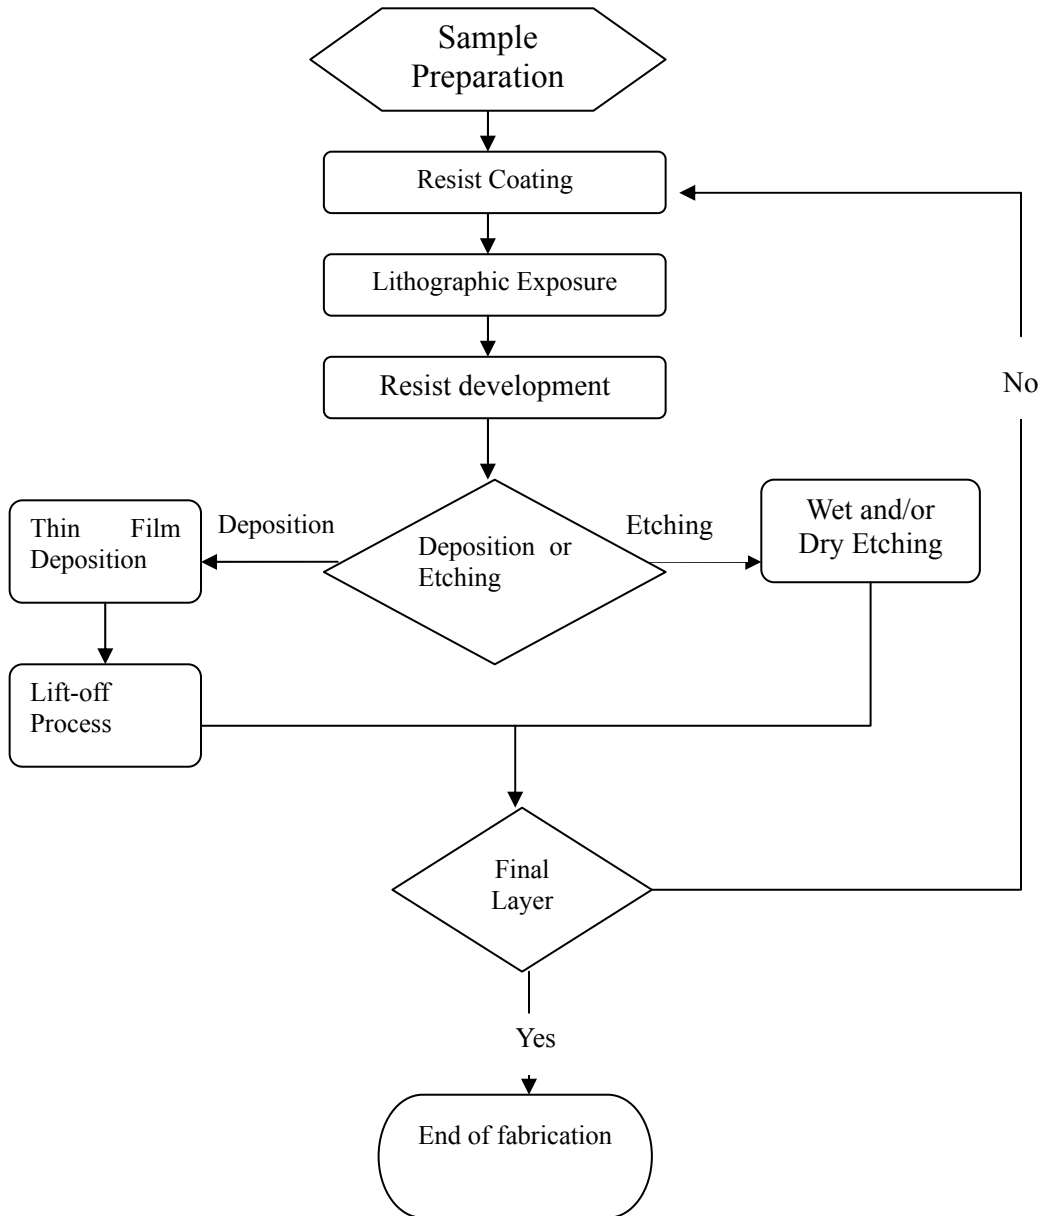 Sample
Preparation
Resist Coating
Lithographic Exposure
Resist development
No
Deposition
Etching
Thin Film
Deposition
Deposition or
Etching
Wet and/or
Dry Etching
Lift-off
Process
Final
Layer
Yes
End of fabrication